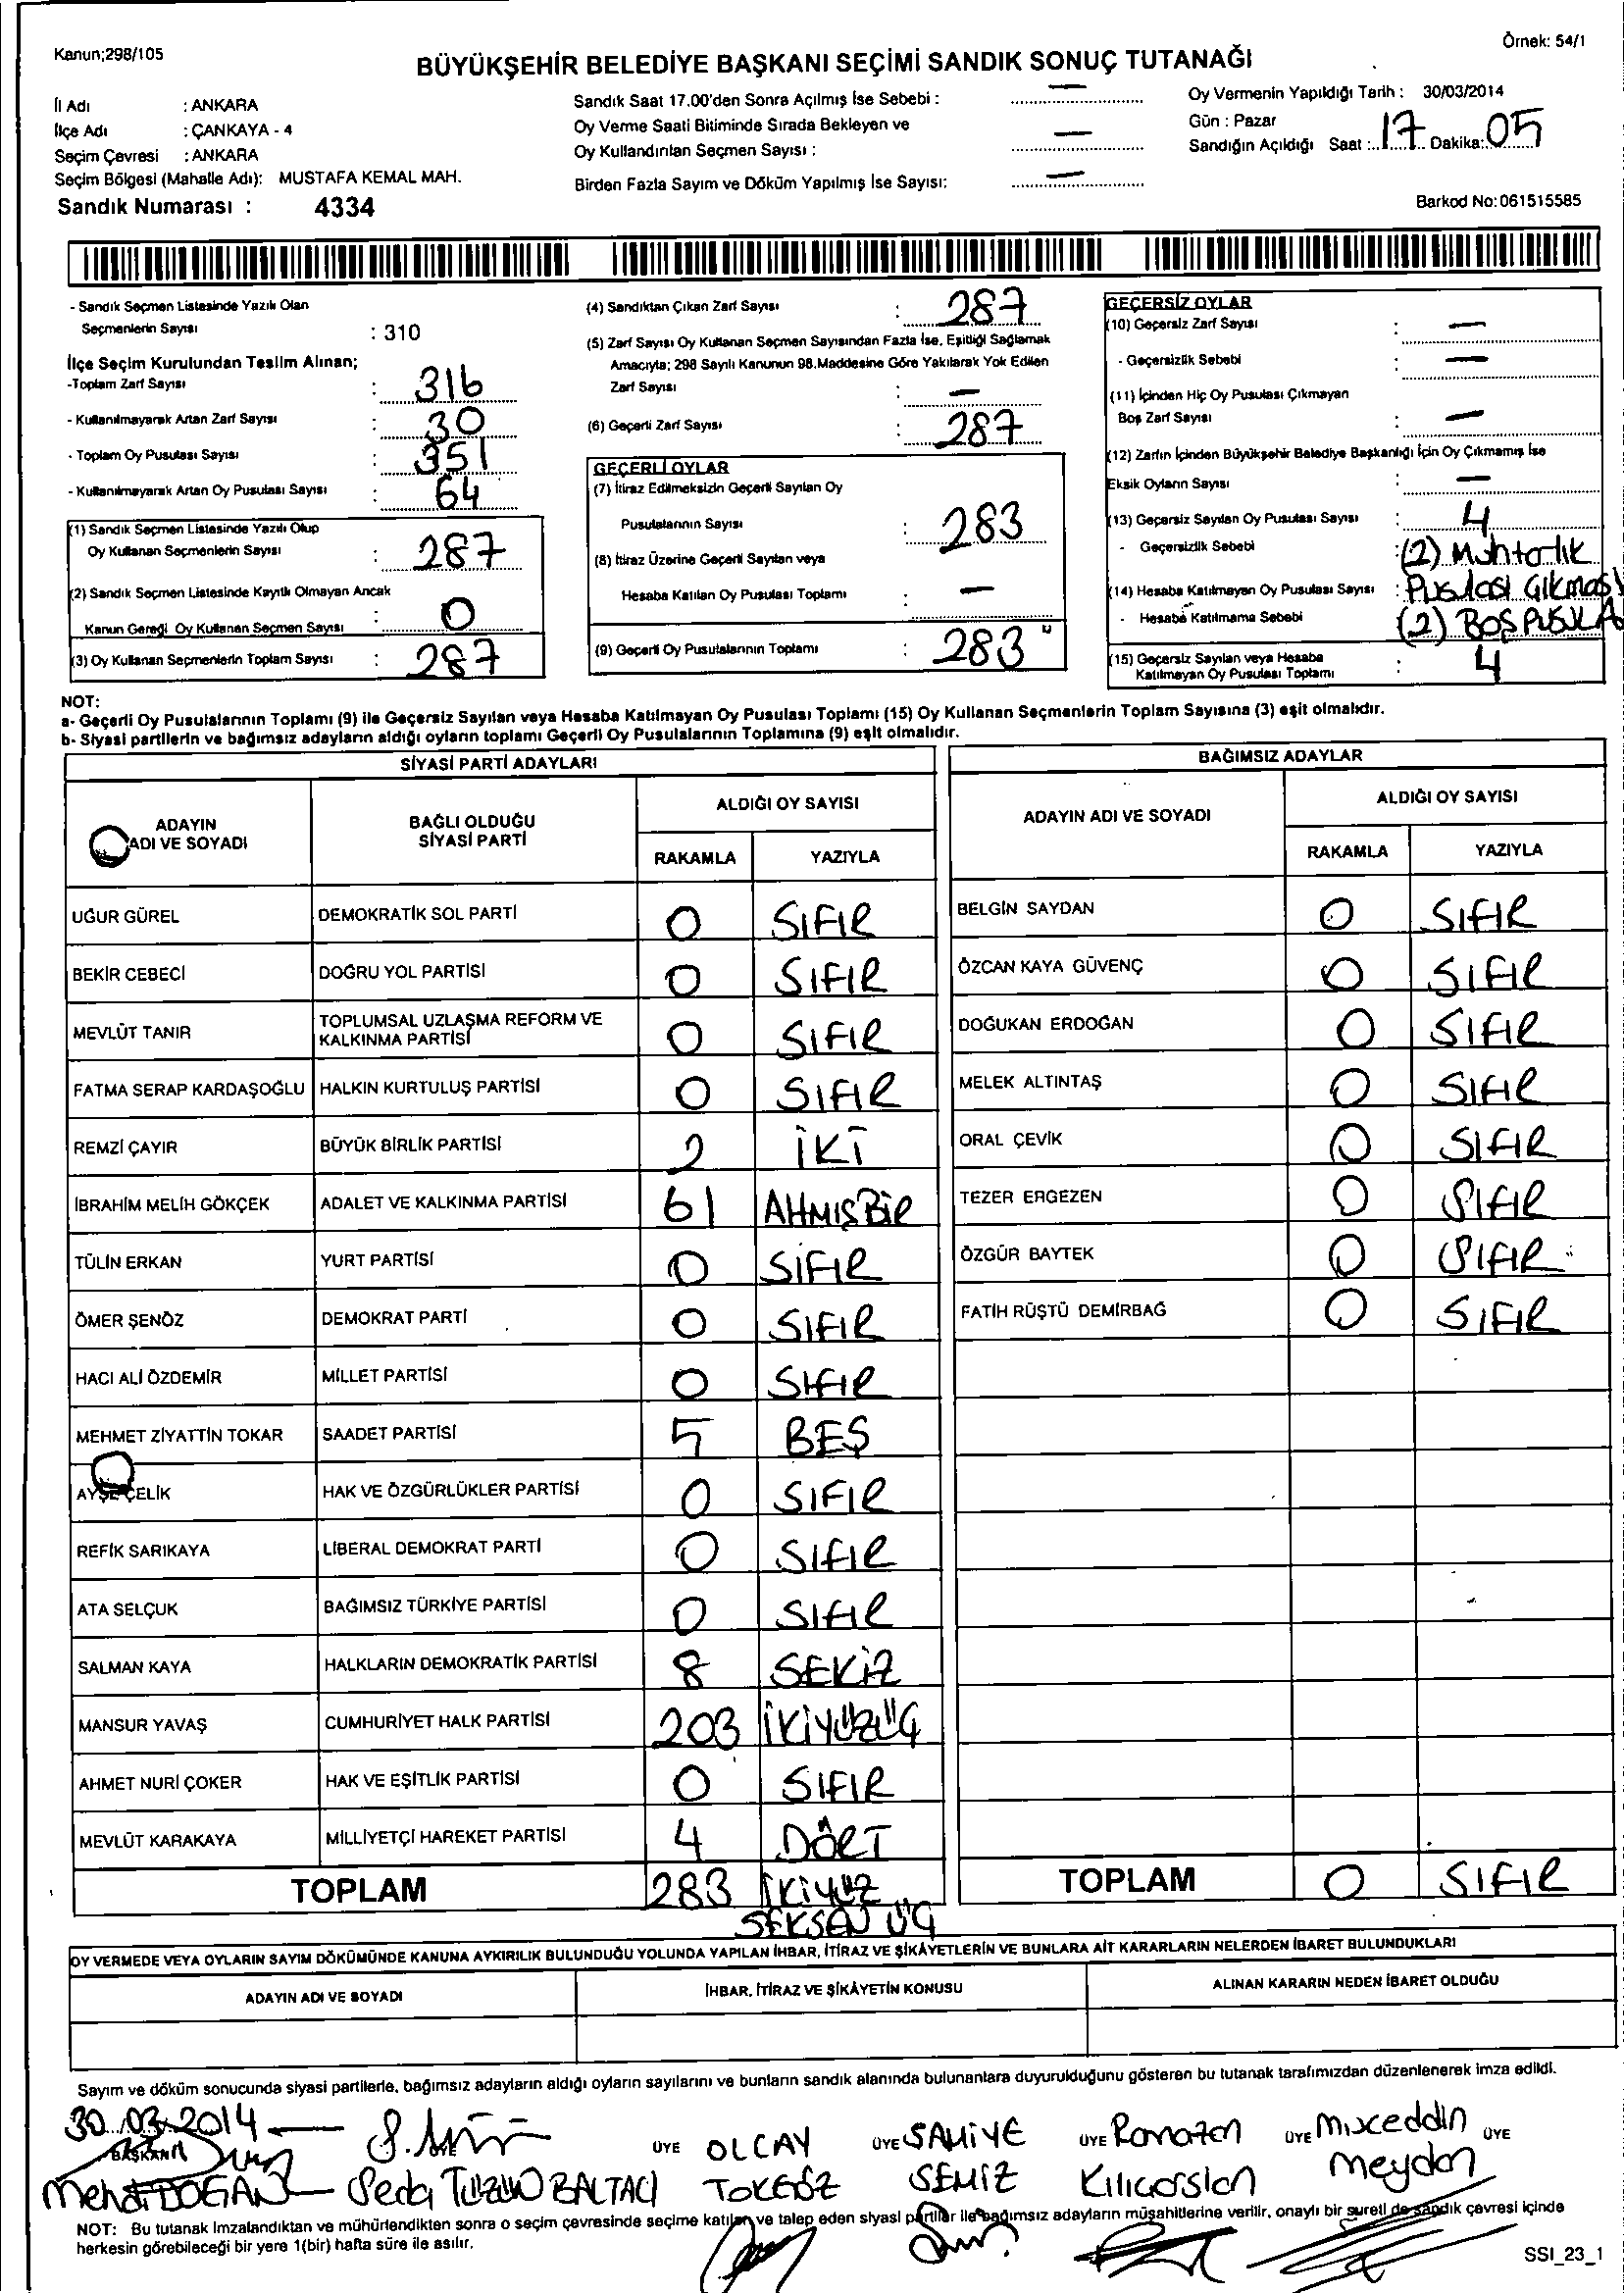 Kanun;298/105
Örnek: 54/1
BÜYÜKŞEHİR BELEDİYE BAŞKANI SEÇİMİ SANDIK SONUÇ TUTANAĞI
İl Adı : ANKARA
İlçe Adı : ÇANKAYA - 4
Seçim Çevresi : ANKARA
Seçim Bölgesi (Mahalle Adı): MUSTAFA KEMAL MAH.
Sandık Numarası : 4334
Sandık Saat 17.00'den Sonra Açılmış İse Sebebi : —
Oy Verme Saati Bitiminde Sırada Bekleyen ve
Oy Kullandırılan Seçmen Sayısı : —
Birden Fazla Sayım ve Döküm Yapılmış İse Sayısı: —
Oy Vermenin Yapıldığı Tarih : 30/03/2014
Gün : Pazar
Sandığın Açıldığı Saat : 17 Dakika: 05
Barkod No: 061515585
- Sandık Seçmen Listesinde Yazılı Olan
Seçmenlerin Sayısı : 310
İlçe Seçim Kurulundan Teslim Alınan;
-Toplam Zarf Sayısı : 316
- Kullanılmayarak Artan Zarf Sayısı : 30
- Toplam Oy Pusulası Sayısı : 351
- Kullanılmayarak Artan Oy Pusulası Sayısı : 64
(1) Sandık Seçmen Listesinde Yazılı Olup
Oy Kullanan Seçmenlerin Sayısı : 287
(2) Sandık Seçmen Listesinde Kayıtlı Olmayan Ancak
Kanun Gereği Oy Kullanan Seçmen Sayısı : 0
(3) Oy Kullanan Seçmenlerin Toplam Sayısı : 287
(4) Sandıktan Çıkan Zarf Sayısı : 287
(5) Zarf Sayısı Oy Kullanan Seçmen Sayısından Fazla İse, Eşitliği Sağlamak
Amacıyla; 298 Sayılı Kanunun 98.Maddesine Göre Yakılarak Yok Edilen
Zarf Sayısı : —
(6) Geçerli Zarf Sayısı : 287
GEÇERLİ OYLAR
(7) İtiraz Edilmeksizin Geçerli Sayılan Oy
Pusulalarının Sayısı : 283
(8) İtiraz Üzerine Geçerli Sayılan veya
Hesaba Katılan Oy Pusulası Toplamı : —
(9) Geçerli Oy Pusulalarının Toplamı : 283
GEÇERSİZ OYLAR
(10) Geçersiz Zarf Sayısı : —
- Geçersizlik Sebebi : —
(11) İçinden Hiç Oy Pusulası Çıkmayan
Boş Zarf Sayısı : —
(12) Zarfın İçinden Büyükşehir Belediye Başkanlığı İçin Oy Çıkmamış İse
Eksik Oyların Sayısı : —
(13) Geçersiz Sayılan Oy Pusulası Sayısı : 4
- Geçersizlik Sebebi : (2) Muhtarlık
(14) Hesaba Katılmayan Oy Pusulası Sayısı : Pusulası Çıkması
- Hesaba Katılmama Sebebi (2) BOŞ PUSULA
(15) Geçersiz Sayılan veya Hesaba
Katılmayan Oy Pusulası Toplamı : 4
NOT:
a- Geçerli Oy Pusulalarının Toplamı (9) ile Geçersiz Sayılan veya Hesaba Katılmayan Oy Pusulası Toplamı (15) Oy Kullanan Seçmenlerin Toplam Sayısına (3) eşit olmalıdır.
b- Siyasi partilerin ve bağımsız adayların aldığı oyların toplamı Geçerli Oy Pusulalarının Toplamına (9) eşit olmalıdır.
SİYASİ PARTİ ADAYLARI
ADAYIN ADI VE SOYADI
BAĞLI OLDUĞU SİYASİ PARTİ
ALDIĞI OY SAYISI
RAKAMLA YAZIYLA
UĞUR GÜREL DEMOKRATİK SOL PARTİ 0 SIFIR
BEKİR CEBECİ DOĞRU YOL PARTİSİ 0 SIFIR
MEVLÜT TANIR TOPLUMSAL UZLAŞMA REFORM VE KALKINMA PARTİSİ 0 SIFIR
FATMA SERAP KARDAŞOĞLU HALKIN KURTULUŞ PARTİSİ 0 SIFIR
REMZİ ÇAYIR BÜYÜK BİRLİK PARTİSİ 2 İKİ
İBRAHİM MELİH GÖKÇEK ADALET VE KALKINMA PARTİSİ 61 ALTMIŞBİR
TÜLİN ERKAN YURT PARTİSİ 0 SIFIR
ÖMER ŞENÖZ DEMOKRAT PARTİ 0 SIFIR
HACI ALİ ÖZDEMİR MİLLET PARTİSİ 0 SIFIR
MEHMET ZİYATTİN TOKAR SAADET PARTİSİ 5 BEŞ
AYŞE ÇELİK HAK VE ÖZGÜRLÜKLER PARTİSİ 0 SIFIR
REFİK SARIKAYA LİBERAL DEMOKRAT PARTİ 0 SIFIR
ATA SELÇUK BAĞIMSIZ TÜRKİYE PARTİSİ 0 SIFIR
SALMAN KAYA HALKLARIN DEMOKRATİK PARTİSİ 8 SEKİZ
MANSUR YAVAŞ CUMHURİYET HALK PARTİSİ 203 İKİYÜZÜÇ
AHMET NURİ ÇOKER HAK VE EŞİTLİK PARTİSİ 0 SIFIR
MEVLÜT KARAKAYA MİLLİYETÇİ HAREKET PARTİSİ 4 DÖRT
TOPLAM 283 İKİYÜZ
SEKSEN ÜÇ
BAĞIMSIZ ADAYLAR
ADAYIN ADI VE SOYADI
ALDIĞI OY SAYISI
RAKAMLA YAZIYLA
BELGİN SAYDAN 0 SIFIR
ÖZCAN KAYA GÜVENÇ 0 SIFIR
DOĞUKAN ERDOĞAN 0 SIFIR
MELEK ALTINTAŞ 0 SIFIR
ORAL ÇEVİK 0 SIFIR
TEZER ERGEZEN 0 SIFIR
ÖZGÜR BAYTEK 0 SIFIR
FATİH RÜŞTÜ DEMİRBAĞ 0 SIFIR
TOPLAM 0 SIFIR
OY VERMEDE VEYA OYLARIN SAYIM DÖKÜMÜNDE KANUNA AYKIRILIK BULUNDUĞU YOLUNDA YAPILAN İHBAR, İTİRAZ VE ŞİKÂYETLERİN VE BUNLARA AİT KARARLARIN NELERDEN İBARET BULUNDUKLARI
ADAYIN ADI VE SOYADI İHBAR, İTİRAZ VE ŞİKÂYETİN KONUSU ALINAN KARARIN NEDEN İBARET OLDUĞU
Sayım ve döküm sonucunda siyasi partilerle, bağımsız adayların aldığı oyların sayılarını ve bunların sandık alanında bulunanlara duyurulduğunu gösteren bu tutanak tarafımızdan düzenlenerek imza edildi.
30.03.2014
BAŞKAN ÜYE OLCAY ÜYE SAMİYE ÜYE Ramazan ÜYE Muceddin ÜYE
Mehdi DOĞAN Seda TÜZÜN BALTACI TOKGÖZ SEMİZ Kılıçarslan Meydan
NOT: Bu tutanak İmzalandıktan ve mühürlendikten sonra o seçim çevresinde seçime katılan ve talep eden siyasi partiler ile bağımsız adayların müşahitlerine verilir, onaylı bir sureti de sandık çevresi içinde
herkesin görebileceği bir yere 1(bir) hafta süre ile asılır.
SSI_23_1